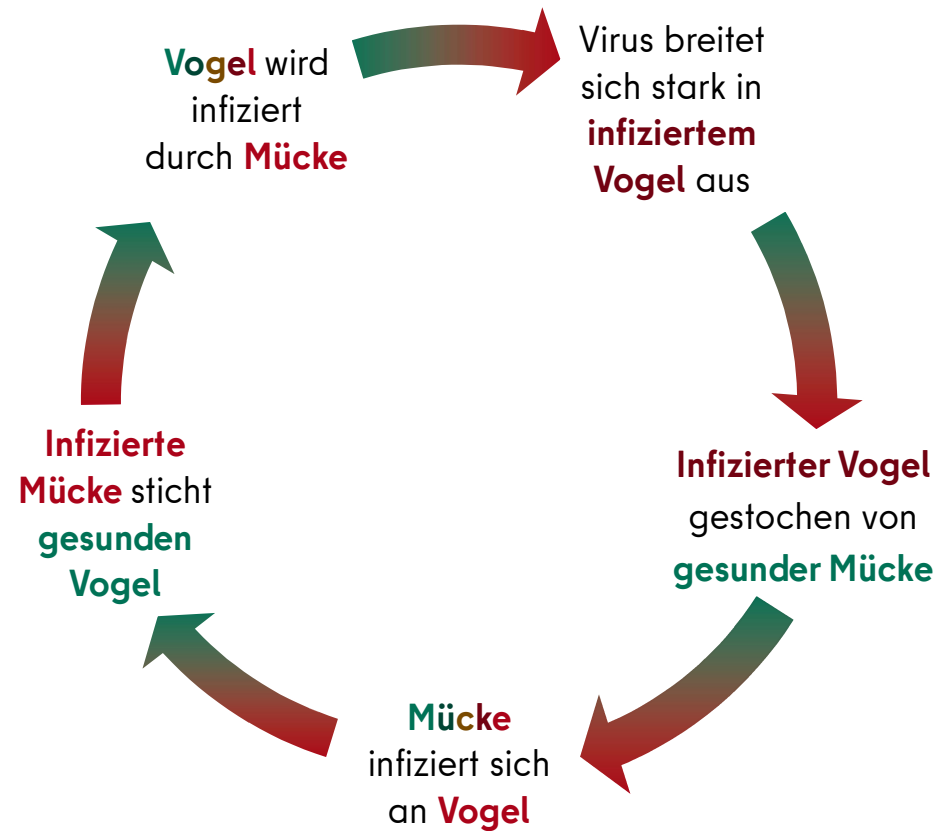 Vogel wird
infiziert
durch Mücke
Virus breitet
sich stark in
infiziertem
Vogel aus
Infizierter Vogel
gestochen von
gesunder Mücke
Mücke
infiziert sich
an Vogel
Infizierte
Mücke sticht
gesunden
Vogel